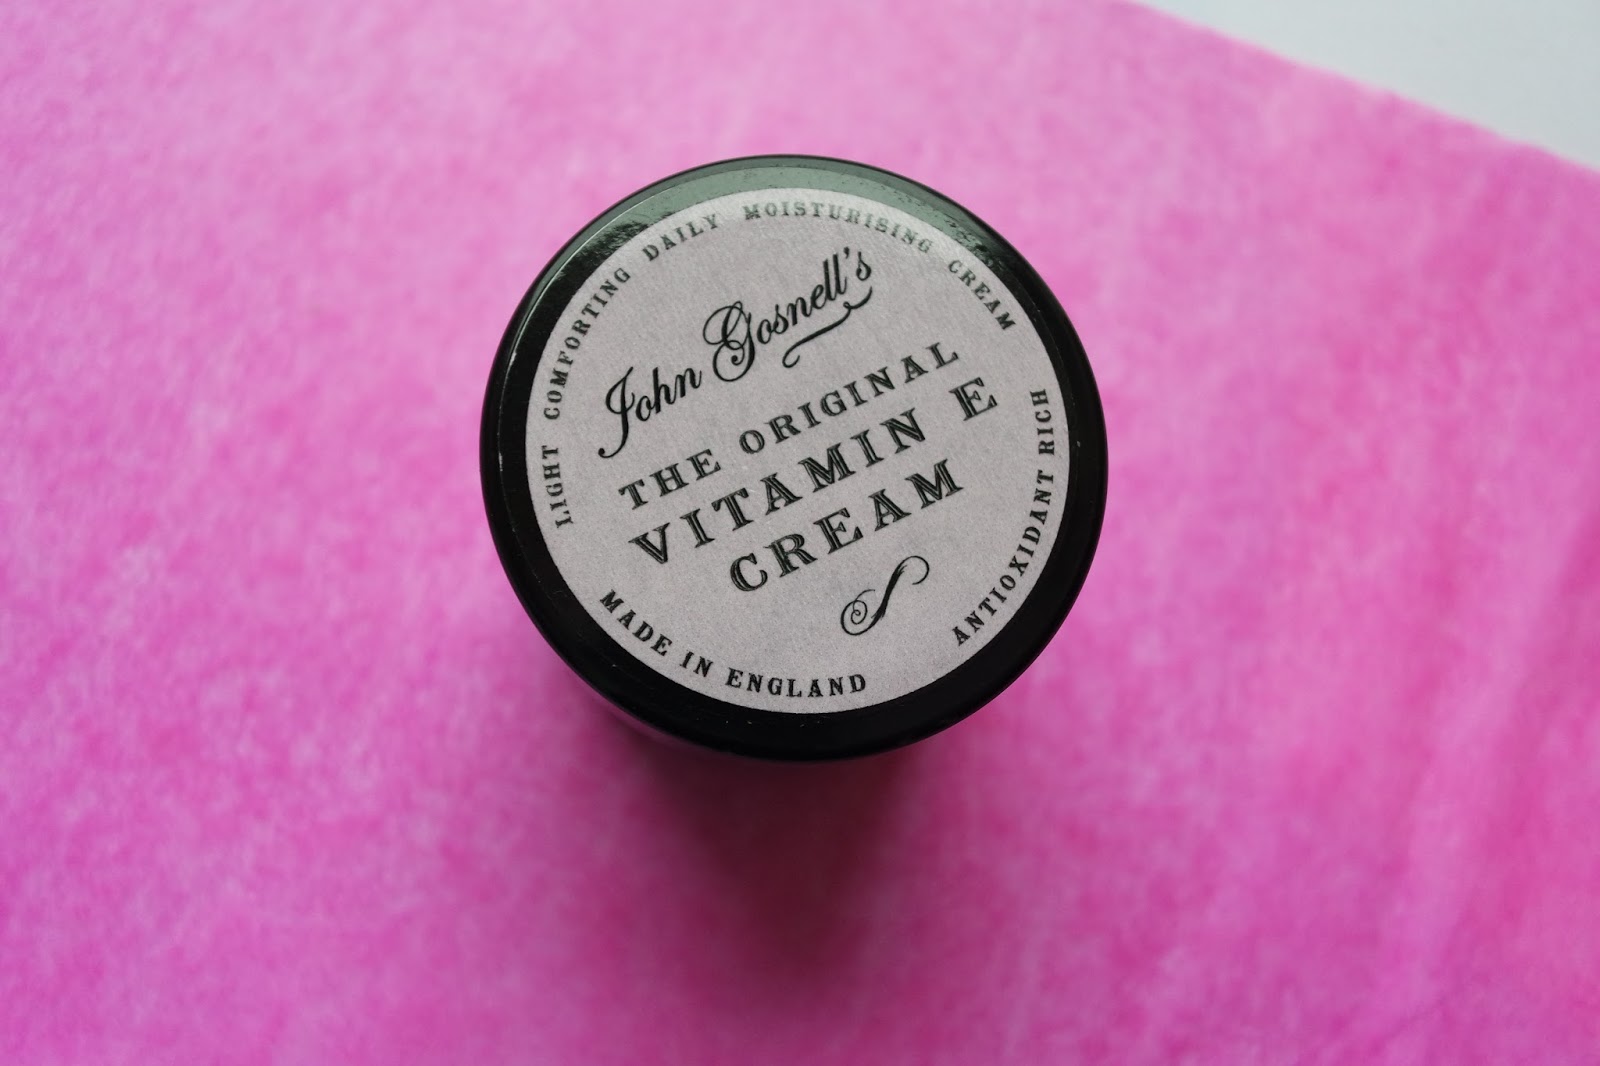 LIGHT COMFORTING DAILY MOISTURISING CREAM
John Gosnell's
THE ORIGINAL
VITAMIN E
CREAM
ANTIOXIDANT RICH
MADE IN ENGLAND